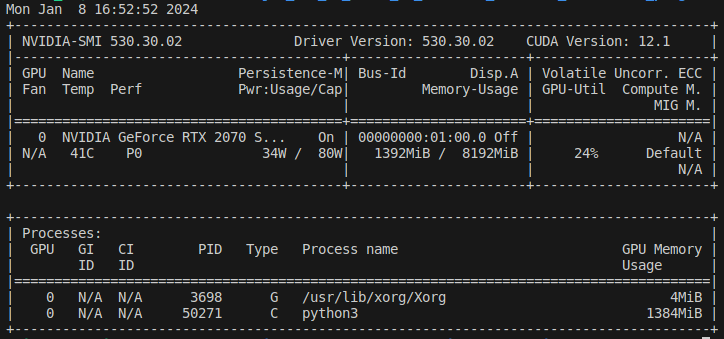 Mon Jan  8 16:52:52 2024
+-----------------------------------------------------------------------------+
| NVIDIA-SMI 530.30.02              Driver Version: 530.30.02    CUDA Version: 12.1     |
|-----------------------------------------+----------------------+----------------------+
| GPU  Name                  Persistence-M| Bus-Id        Disp.A | Volatile Uncorr. ECC |
| Fan  Temp  Perf            Pwr:Usage/Cap|         Memory-Usage | GPU-Util  Compute M. |
|                                         |                      |               MIG M. |
|=========================================+======================+======================|
|   0  NVIDIA GeForce RTX 2070 S...    On | 00000000:01:00.0 Off |                  N/A |
| N/A   41C    P0               34W /  80W|   1392MiB /  8192MiB |     24%      Default |
|                                         |                      |                  N/A |
+-----------------------------------------+----------------------+----------------------+
+---------------------------------------------------------------------------------------+
| Processes:                                                                            |
|  GPU   GI   CI        PID   Type   Process name                            GPU Memory |
|        ID   ID                                                             Usage      |
|=======================================================================================|
|    0   N/A  N/A      3698      G   /usr/lib/xorg/Xorg                            4MiB |
|    0   N/A  N/A     50271      C   python3                                    1384MiB |
+---------------------------------------------------------------------------------------+